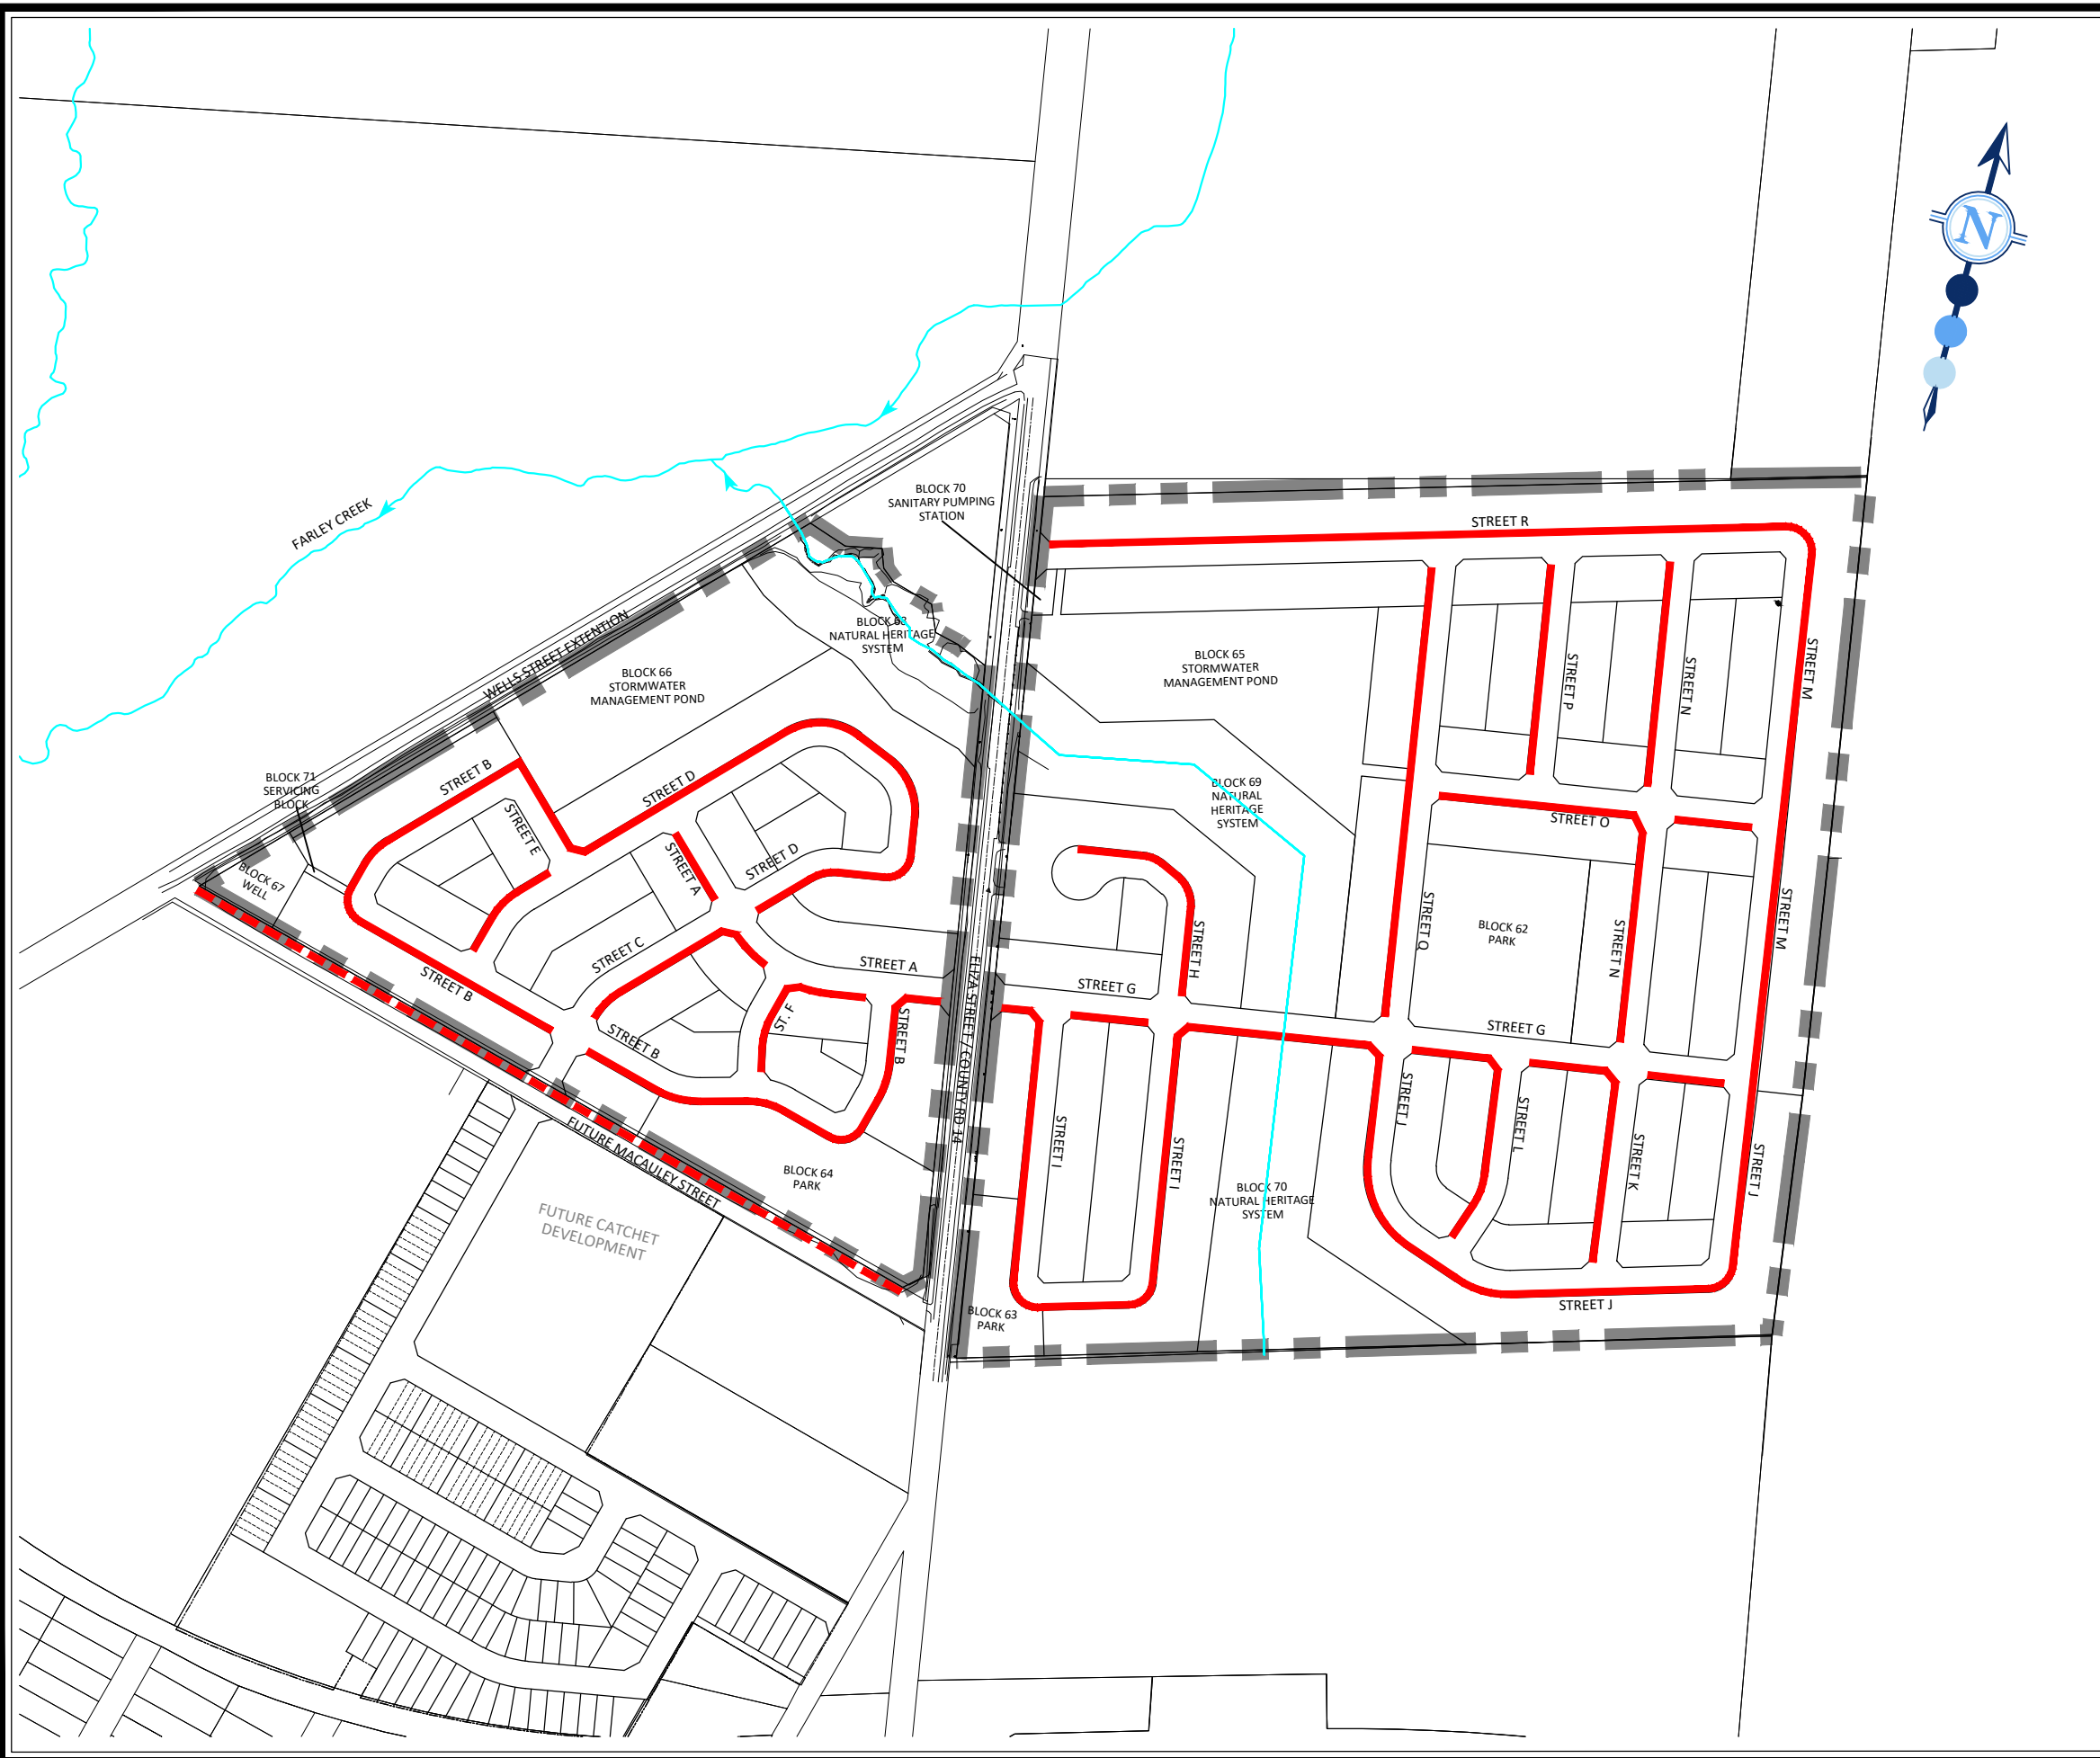 N
FARLEY CREEK
BLOCK 70
SANITARY PUMPING
STATION
STREET R
WELLS STREET EXTENTION
BLOCK 68
NATURAL HERITAGE
SYSTEM
BLOCK 66
STORMWATER
MANAGEMENT POND
BLOCK 65
STORMWATER
MANAGEMENT POND
STREET P
STREET N
STREET M
BLOCK 71
SERVICING
BLOCK
STREET B
STREET D
STREET E
BLOCK 69
NATURAL
HERITAGE
SYSTEM
STREET O
BLOCK 67
WELL
STREET A
STREET D
STREET Q
BLOCK 62
PARK
STREET N
STREET M
STREET C
STREET A
STREET H
STREET B
STREET G
STREET G
ST. F
STREET B
STREET B
ELIZA STREET / COUNTY RD 14
STREET I
STREET I
STREET J
STREET L
STREET K
STREET J
FUTURE MACAULEY STREET
BLOCK 64
PARK
BLOCK 70
NATURAL HERITAGE
SYSTEM
FUTURE CATCHET
DEVELOPMENT
BLOCK 63
PARK
STREET J